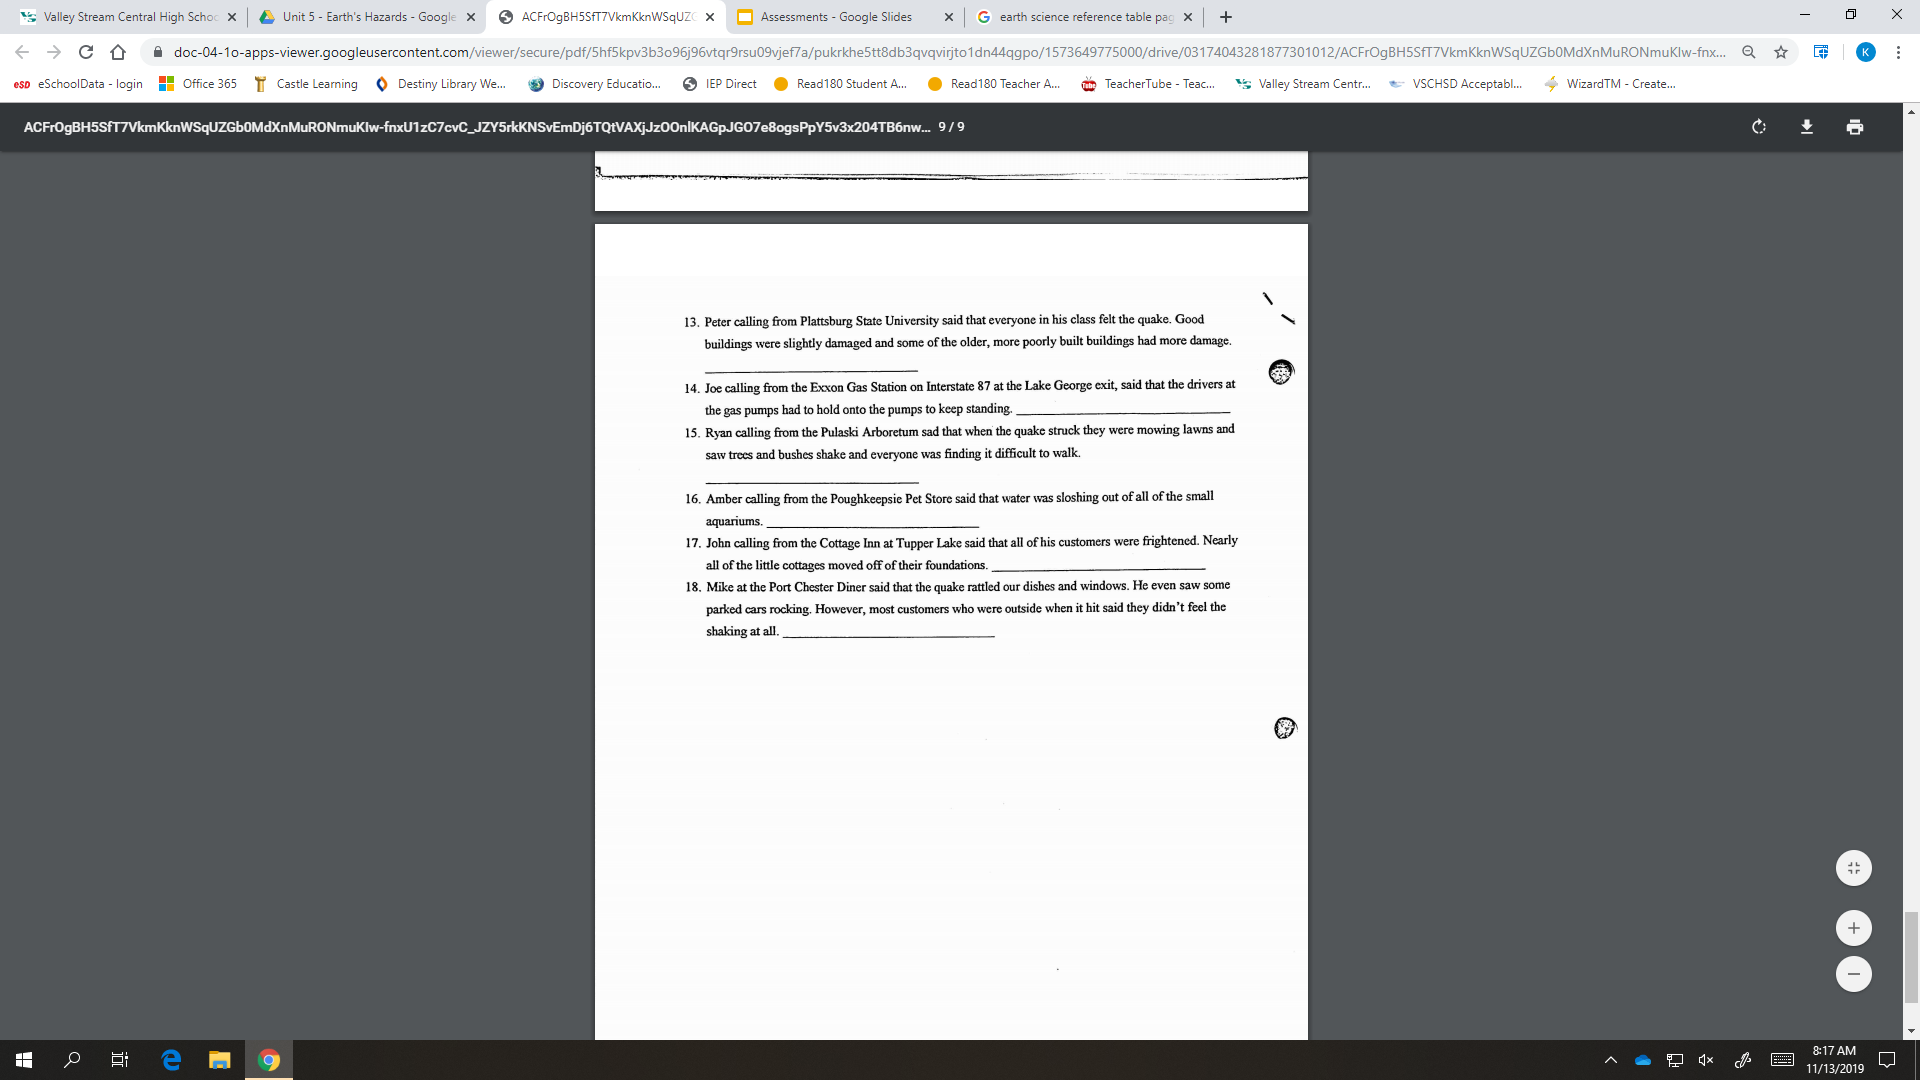 Valley Stream Central High Schoo
Unit 5 - Earth's Hazards - Google
ACFrOgBH5SfT7VkmKknWSqUZG
Assessments - Google Slides
earth science reference table pag
doc-04-1o-apps-viewer.googleusercontent.com/viewer/secure/pdf/5hf5kpv3b3o96j96vtqr9rsu09vjef7a/pukrkhe5tt8db3qvqvirjto1dn44qgpo/1573649775000/drive/03174043281877301012/ACFrOgBH5SfT7VkmKknWSqUZGb0MdXnMuRONmuKIw-fnx...
K
eSD eSchoolData - login
Office 365
Castle Learning
Destiny Library We...
Discovery Educatio...
IEP Direct
Read180 Student A...
Read180 Teacher A...
TeacherTube - Teac...
Valley Stream Centr...
VSCHSD Acceptabl...
WizardTM - Create...
ACFrOgBH5SfT7VkmKknWSqUZGb0MdXnMuRONmuKIw-fnxU1zC7cvC_JZY5rkKNSvEmDj6TQtVAXjJzOOnlKAGpJGO7e8ogsPpY5v3x204TB6nw... 9 / 9
13. Peter calling from Plattsburg State University said that everyone in his class felt the quake. Good
buildings were slightly damaged and some of the older, more poorly built buildings had more damage.
14. Joe calling from the Exxon Gas Station on Interstate 87 at the Lake George exit, said that the drivers at
the gas pumps had to hold onto the pumps to keep standing.
15. Ryan calling from the Pulaski Arboretum sad that when the quake struck they were mowing lawns and
saw trees and bushes shake and everyone was finding it difficult to walk.
16. Amber calling from the Poughkeepsie Pet Store said that water was sloshing out of all of the small
aquariums.
17. John calling from the Cottage Inn at Tupper Lake said that all of his customers were frightened. Nearly
all of the little cottages moved off of their foundations.
18. Mike at the Port Chester Diner said that the quake rattled our dishes and windows. He even saw some
parked cars rocking. However, most customers who were outside when it hit said they didn't feel the
shaking at all.
8:17 AM
11/13/2019